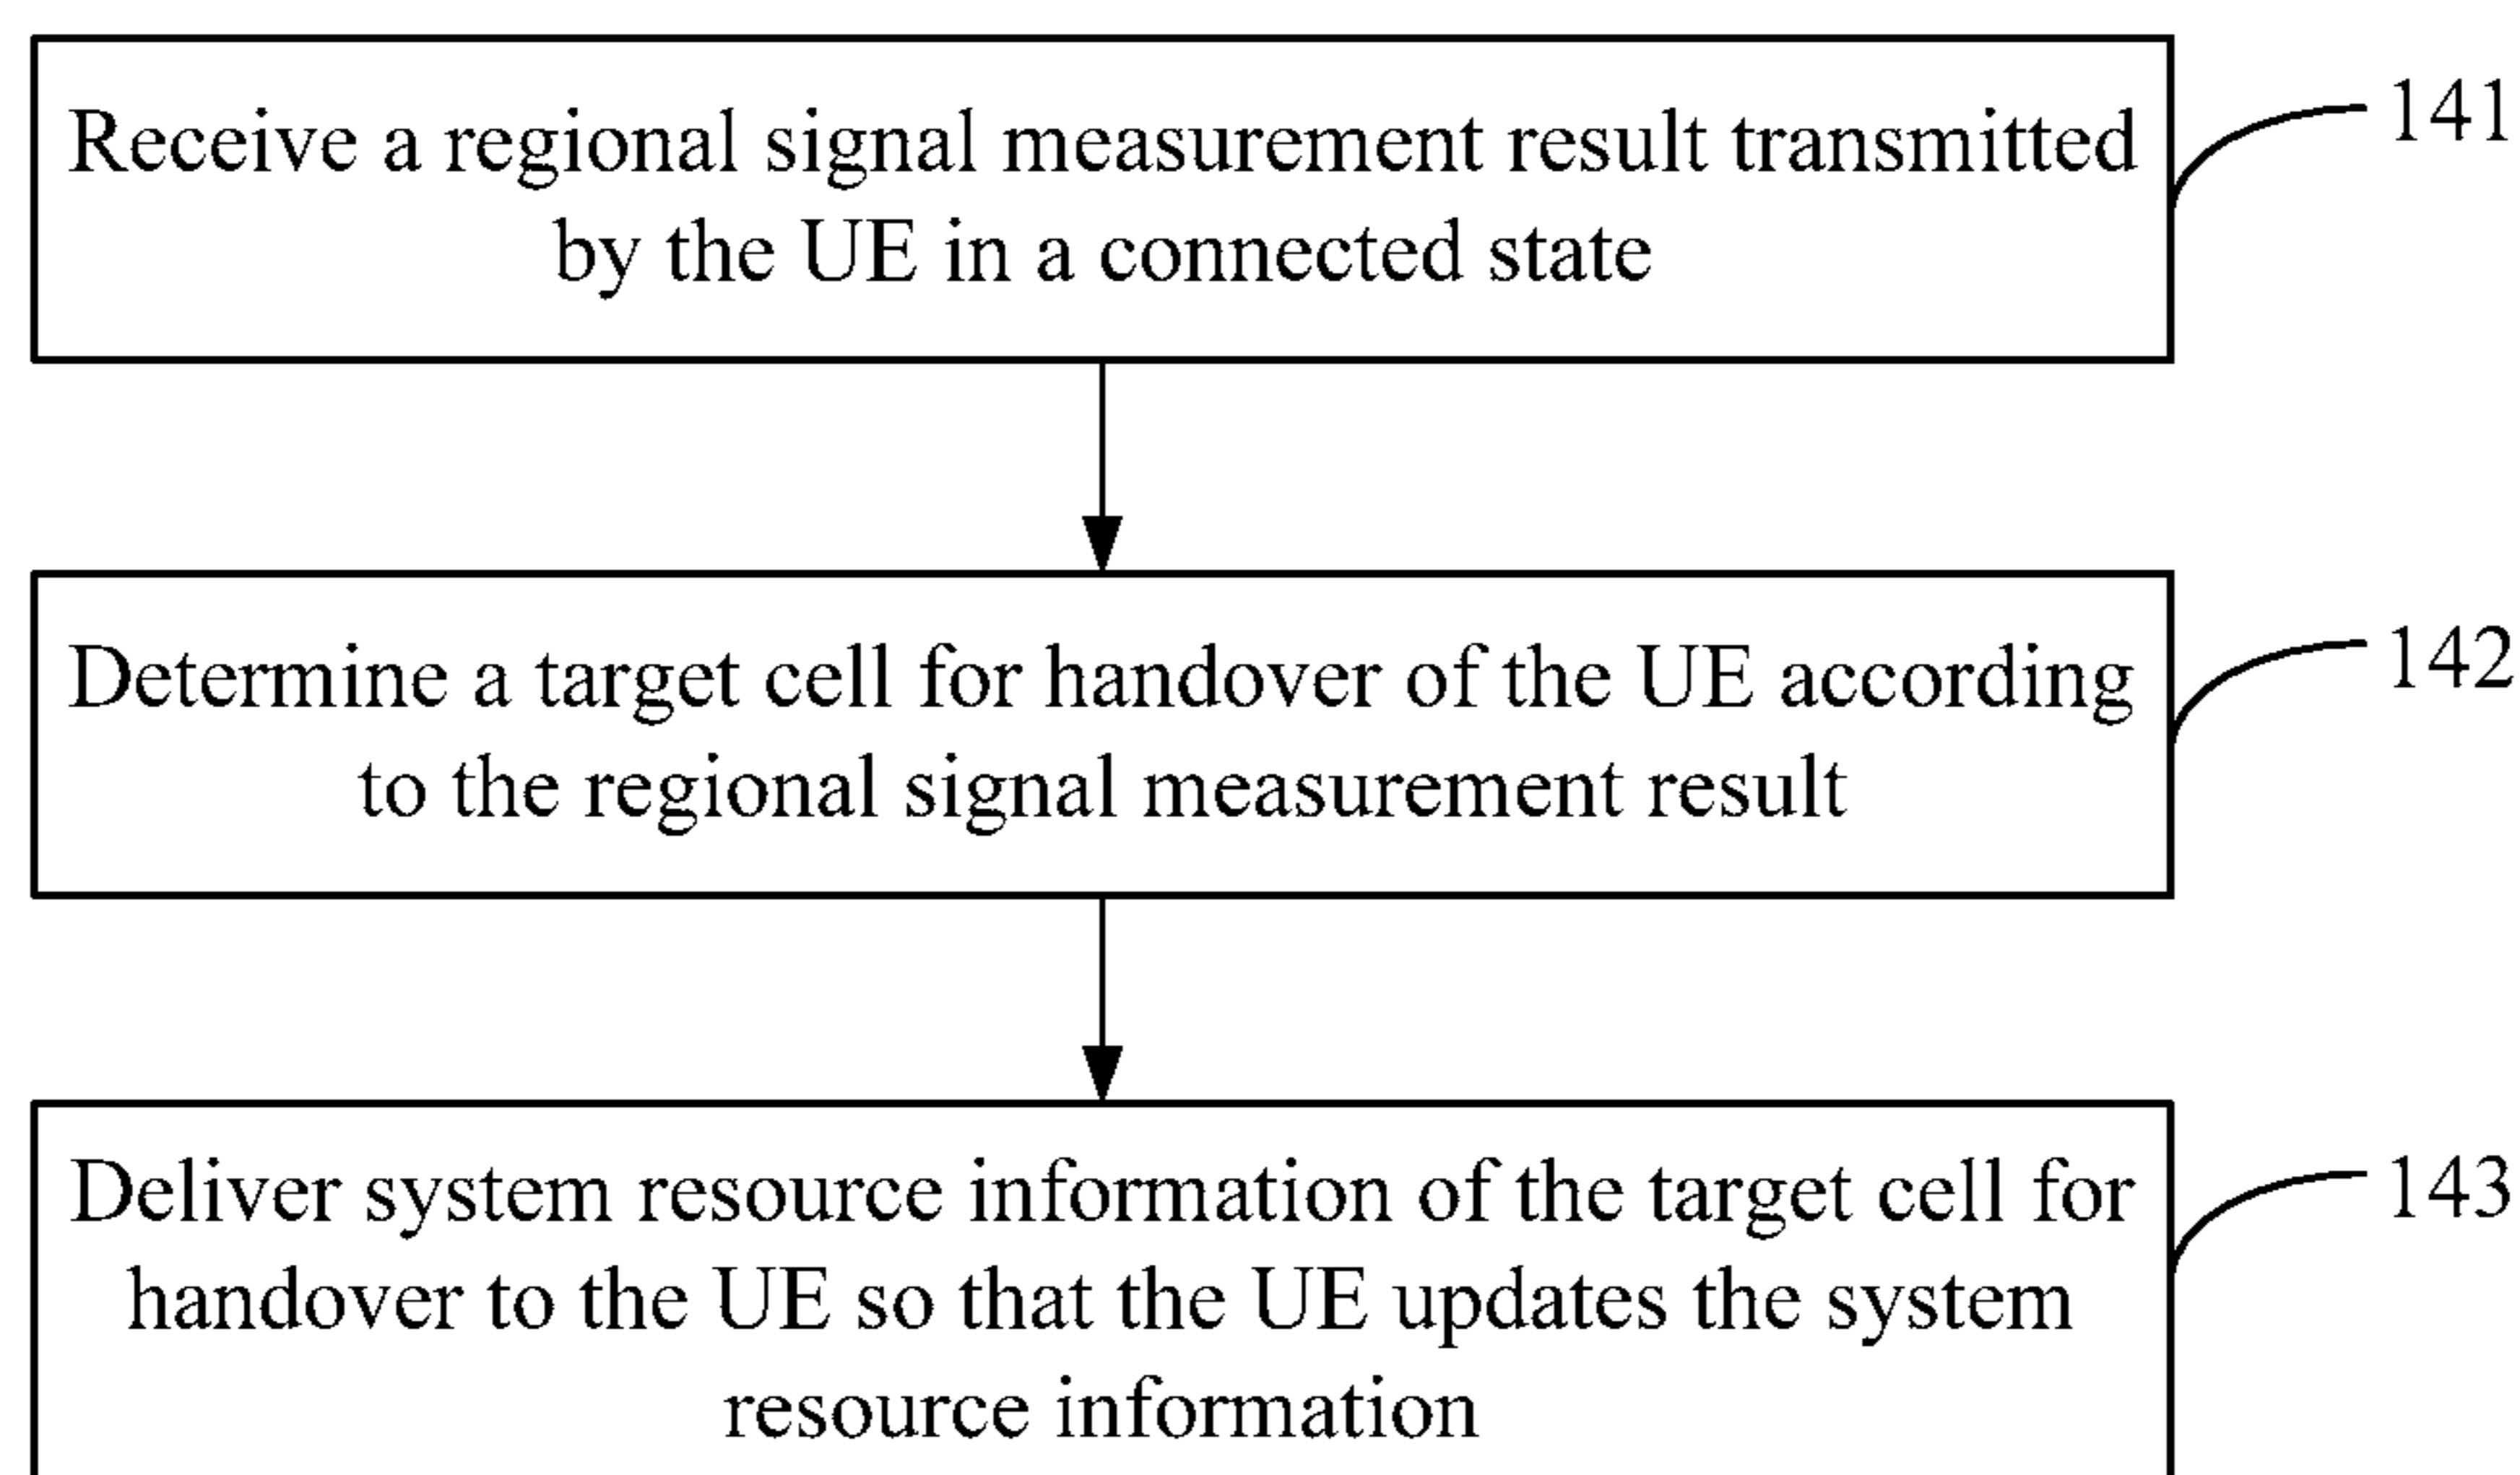 Receive a regional signal measurement result transmitted
by the UE in a connected state
141
Determine a target cell for handover of the UE according
to the regional signal measurement result
142
Deliver system resource information of the target cell for
handover to the UE so that the UE updates the system
resource information
143